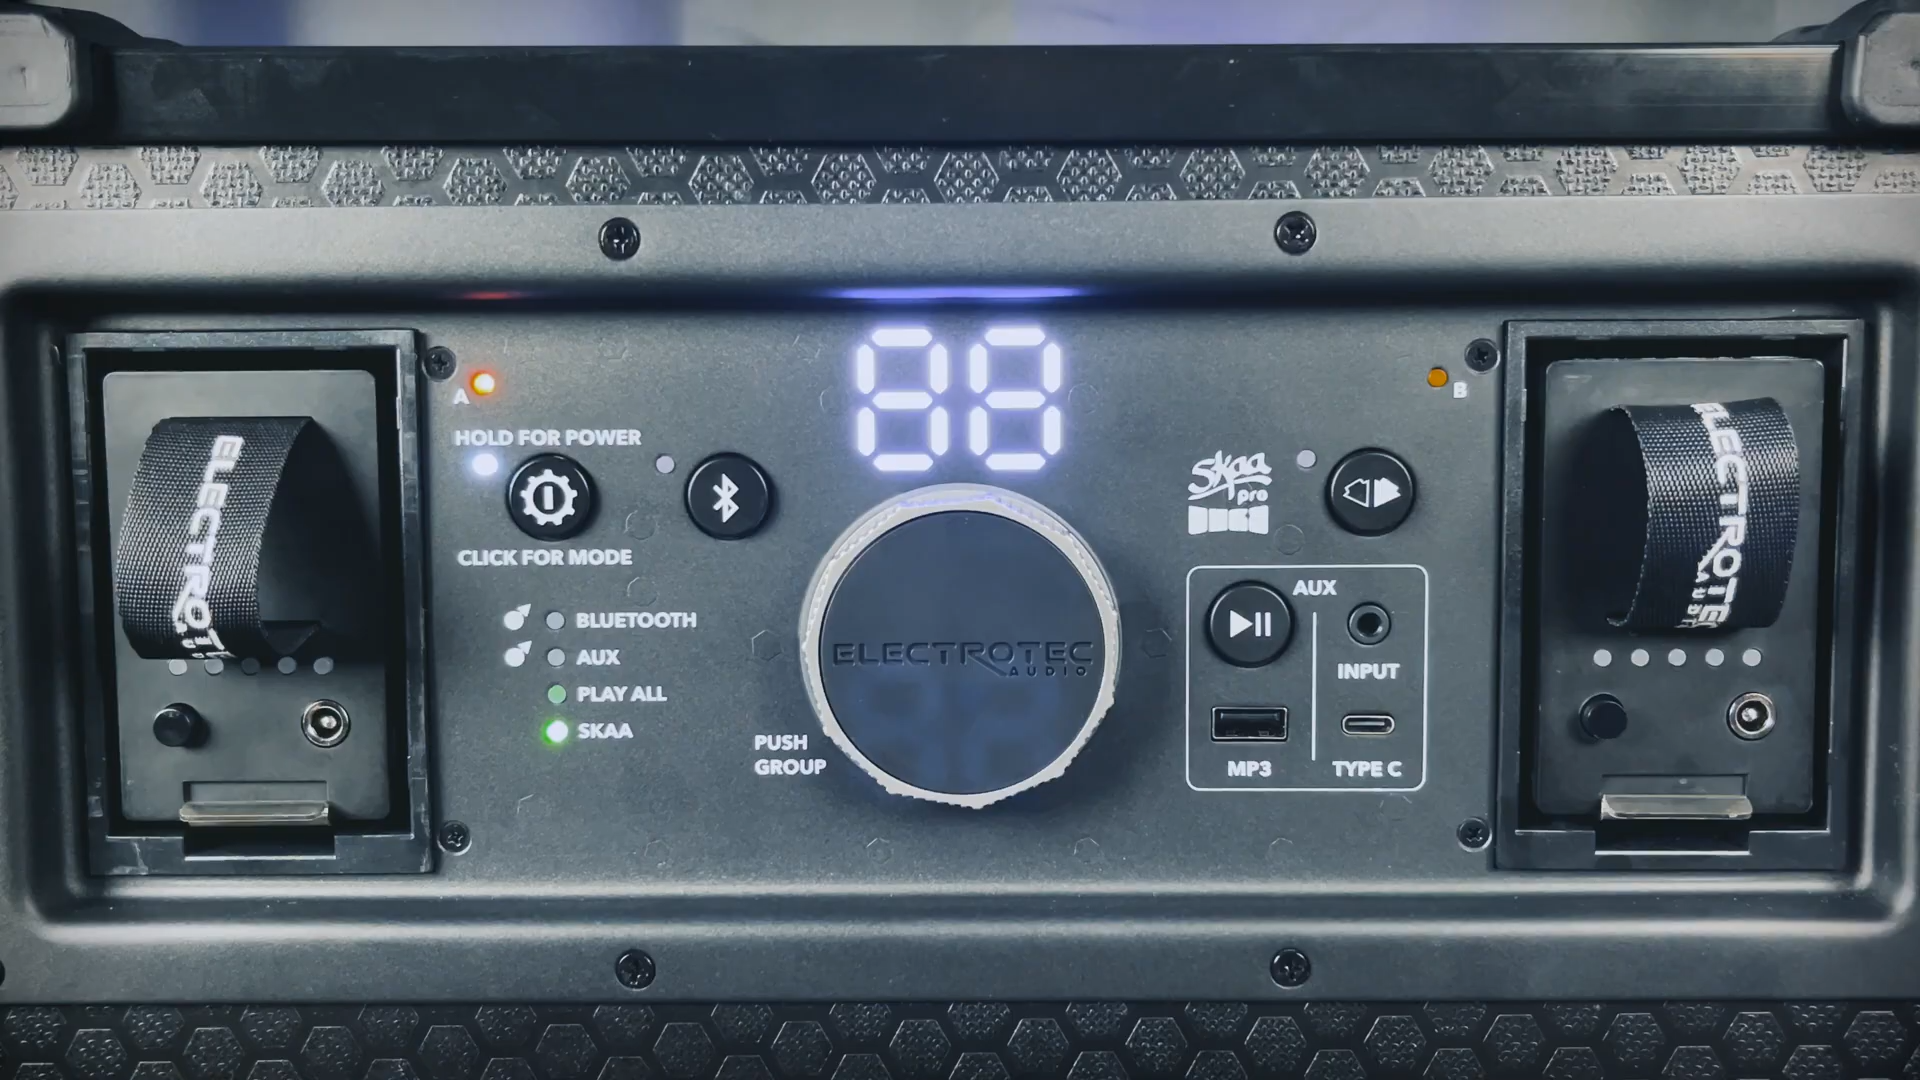 88
A
B
HOLD FOR POWER
CLICK FOR MODE
BLUETOOTH
AUX
PLAY ALL
SKAA
ELECTROTEC
AUDIO
PUSH
GROUP
Skaa
pro
AUX
INPUT
MP3
TYPE C
ELECTROTEC
ELECTROTEC